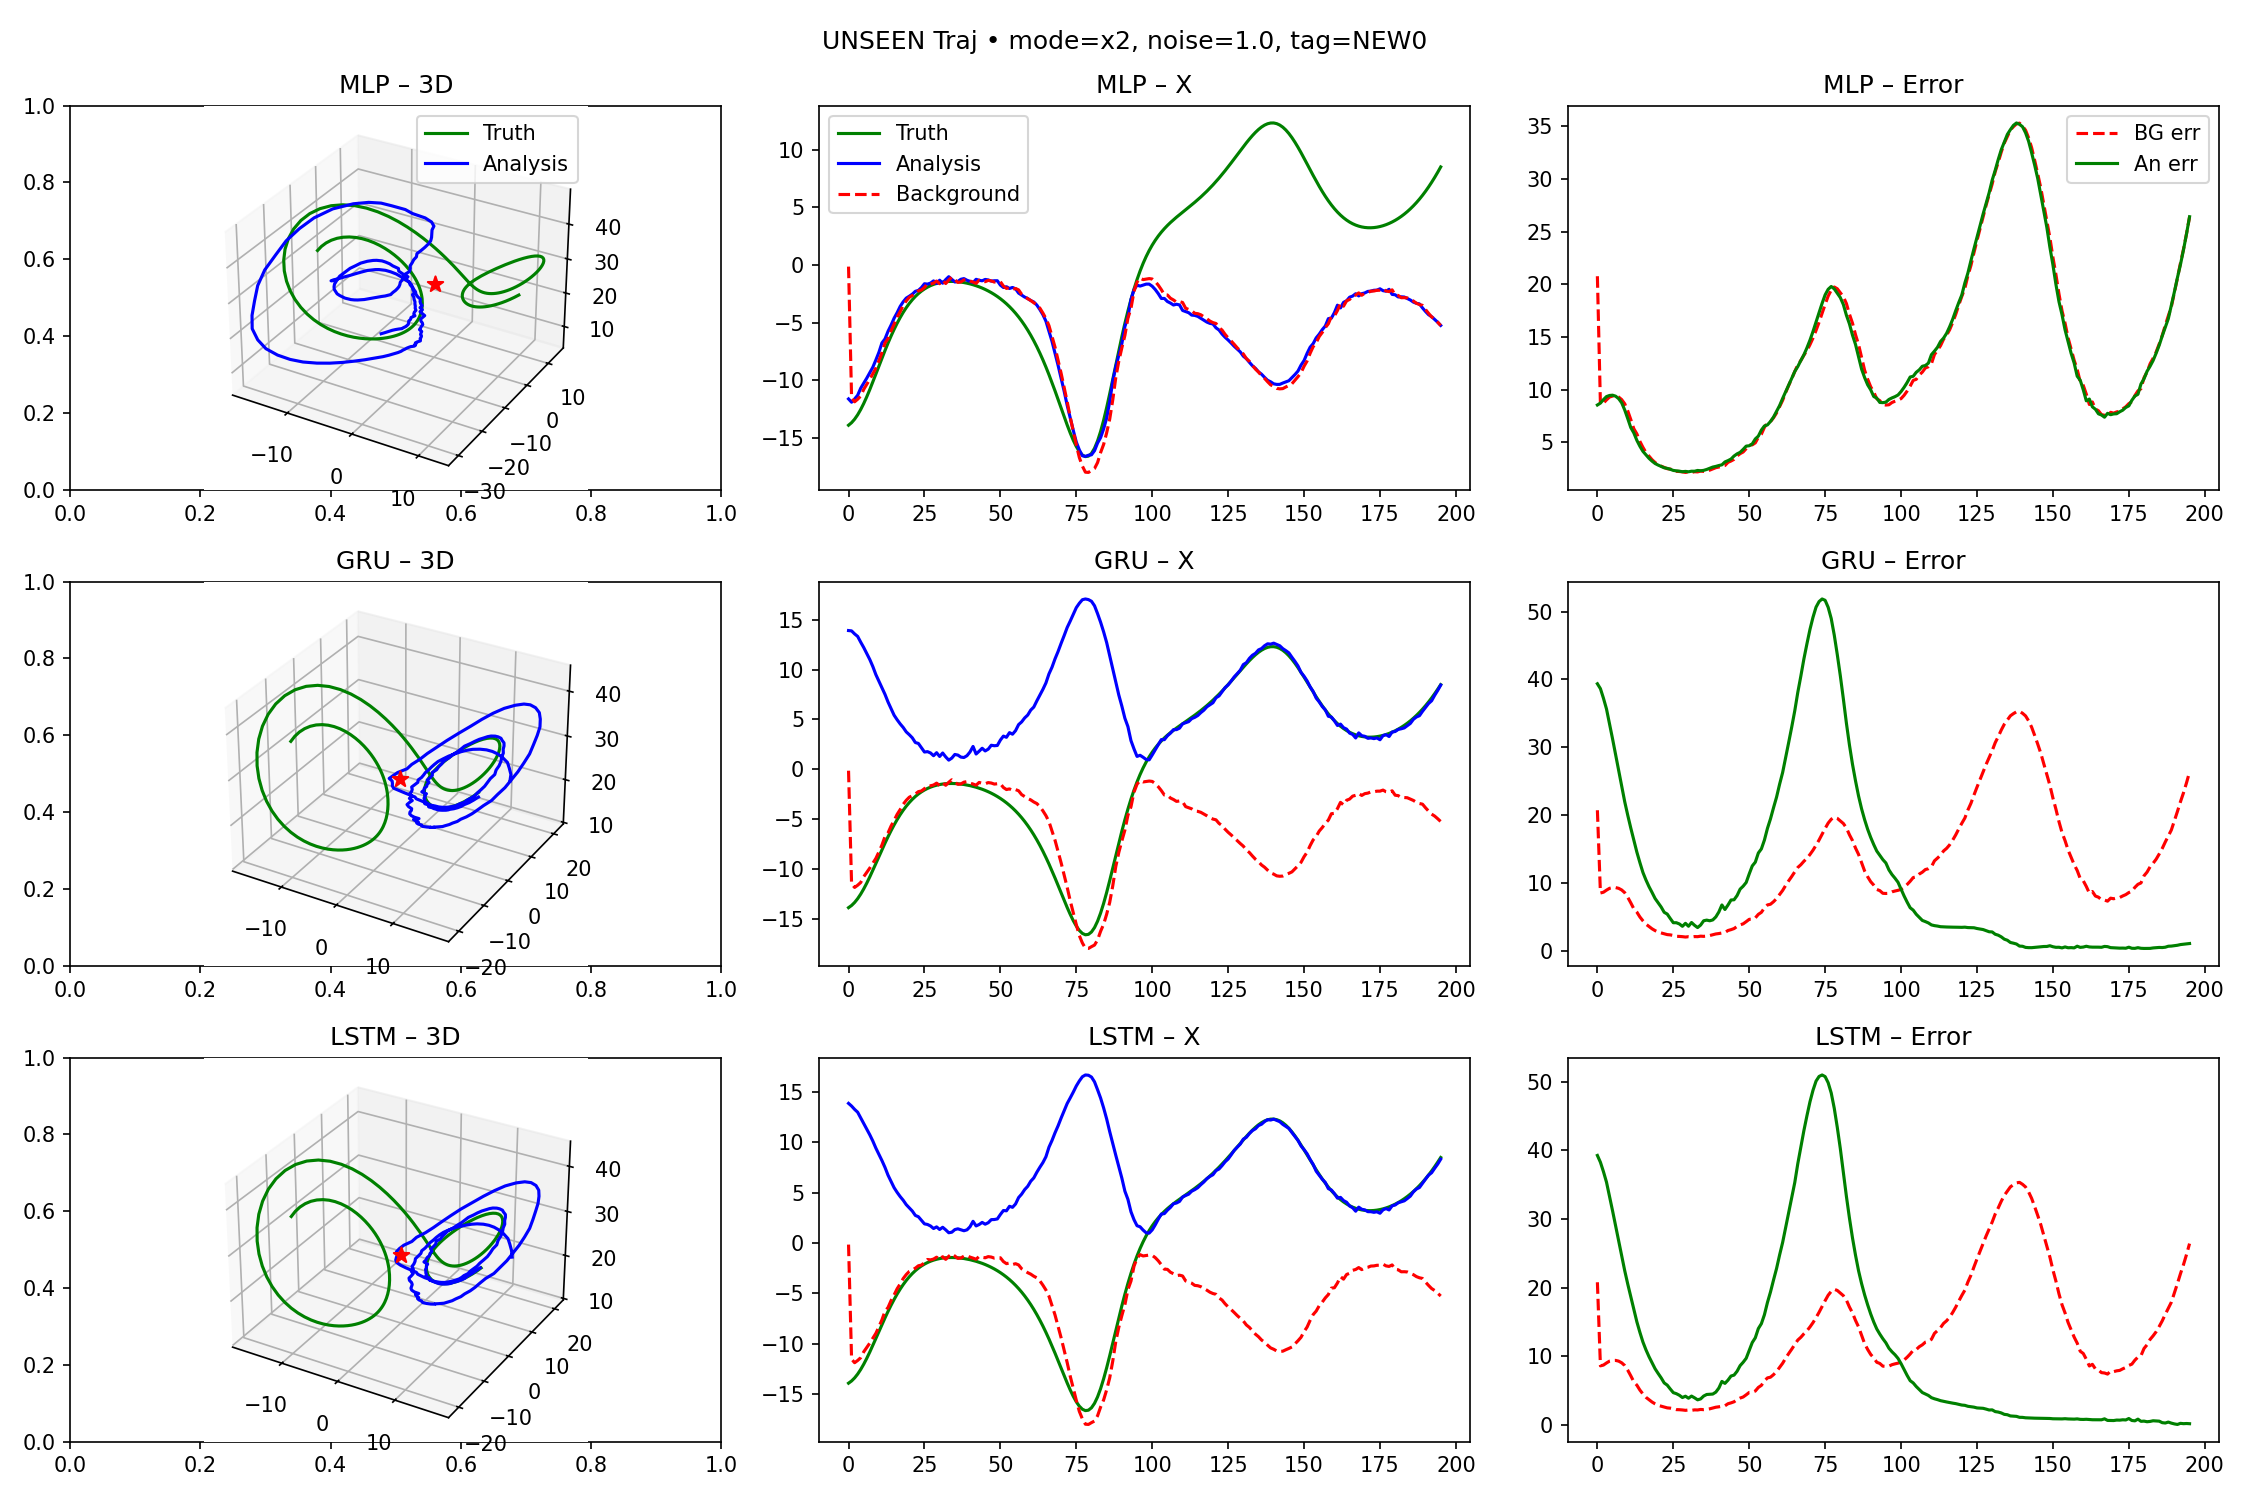 UNSEEN Traj • mode=x2, noise=1.0, tag=NEW0
MLP – 3D
MLP – X
MLP – Error
1.0
0.8
0.6
0.4
0.2
0.0
0.0 0.2 0.4 0.6 0.8 1.0
Truth
Analysis
40
30
20
10
−10 0 10
10
0
−10
−20
−30
10
5
0
−5
−10
−15
0 25 50 75 100 125 150 175 200
Truth
Analysis
Background
35
30
25
20
15
10
5
0 25 50 75 100 125 150 175 200
BG err
An err
GRU – 3D
GRU – X
GRU – Error
1.0
0.8
0.6
0.4
0.2
0.0
0.0 0.2 0.4 0.6 0.8 1.0
40
30
20
10
−10 0 10
20
10
0
−10
−20
15
10
5
0
−5
−10
−15
0 25 50 75 100 125 150 175 200
50
40
30
20
10
0
0 25 50 75 100 125 150 175 200
LSTM – 3D
LSTM – X
LSTM – Error
1.0
0.8
0.6
0.4
0.2
0.0
0.0 0.2 0.4 0.6 0.8 1.0
40
30
20
10
−10 0 10
20
10
0
−10
−20
15
10
5
0
−5
−10
−15
0 25 50 75 100 125 150 175 200
50
40
30
20
10
0
0 25 50 75 100 125 150 175 200